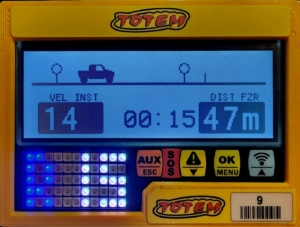 TOTEM
VEL INST DIST FZR
14 00:15 47m
AUX ESC
SOS
OK MENU
TOTEM
9